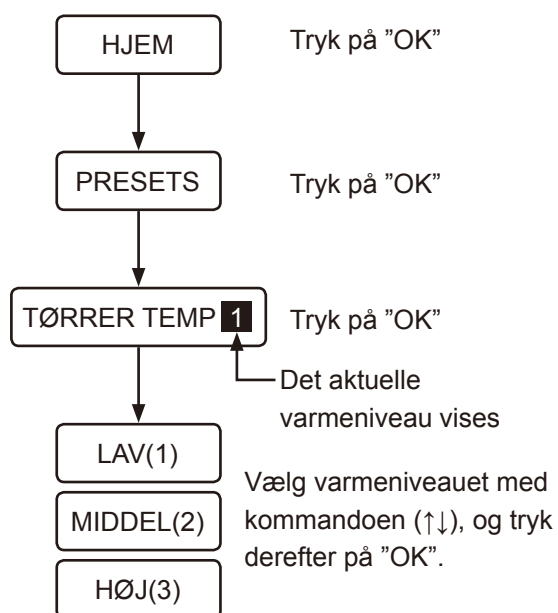 HJEM
Tryk på ”OK”
PRESETS
Tryk på ”OK”
TØRRER TEMP 1
Tryk på ”OK”
Det aktuelle
varmeniveau vises
LAV(1)
MIDDEL(2)
HØJ(3)
Vælg varmeniveauet med
kommandoen (↑↓), og tryk
derefter på ”OK”.